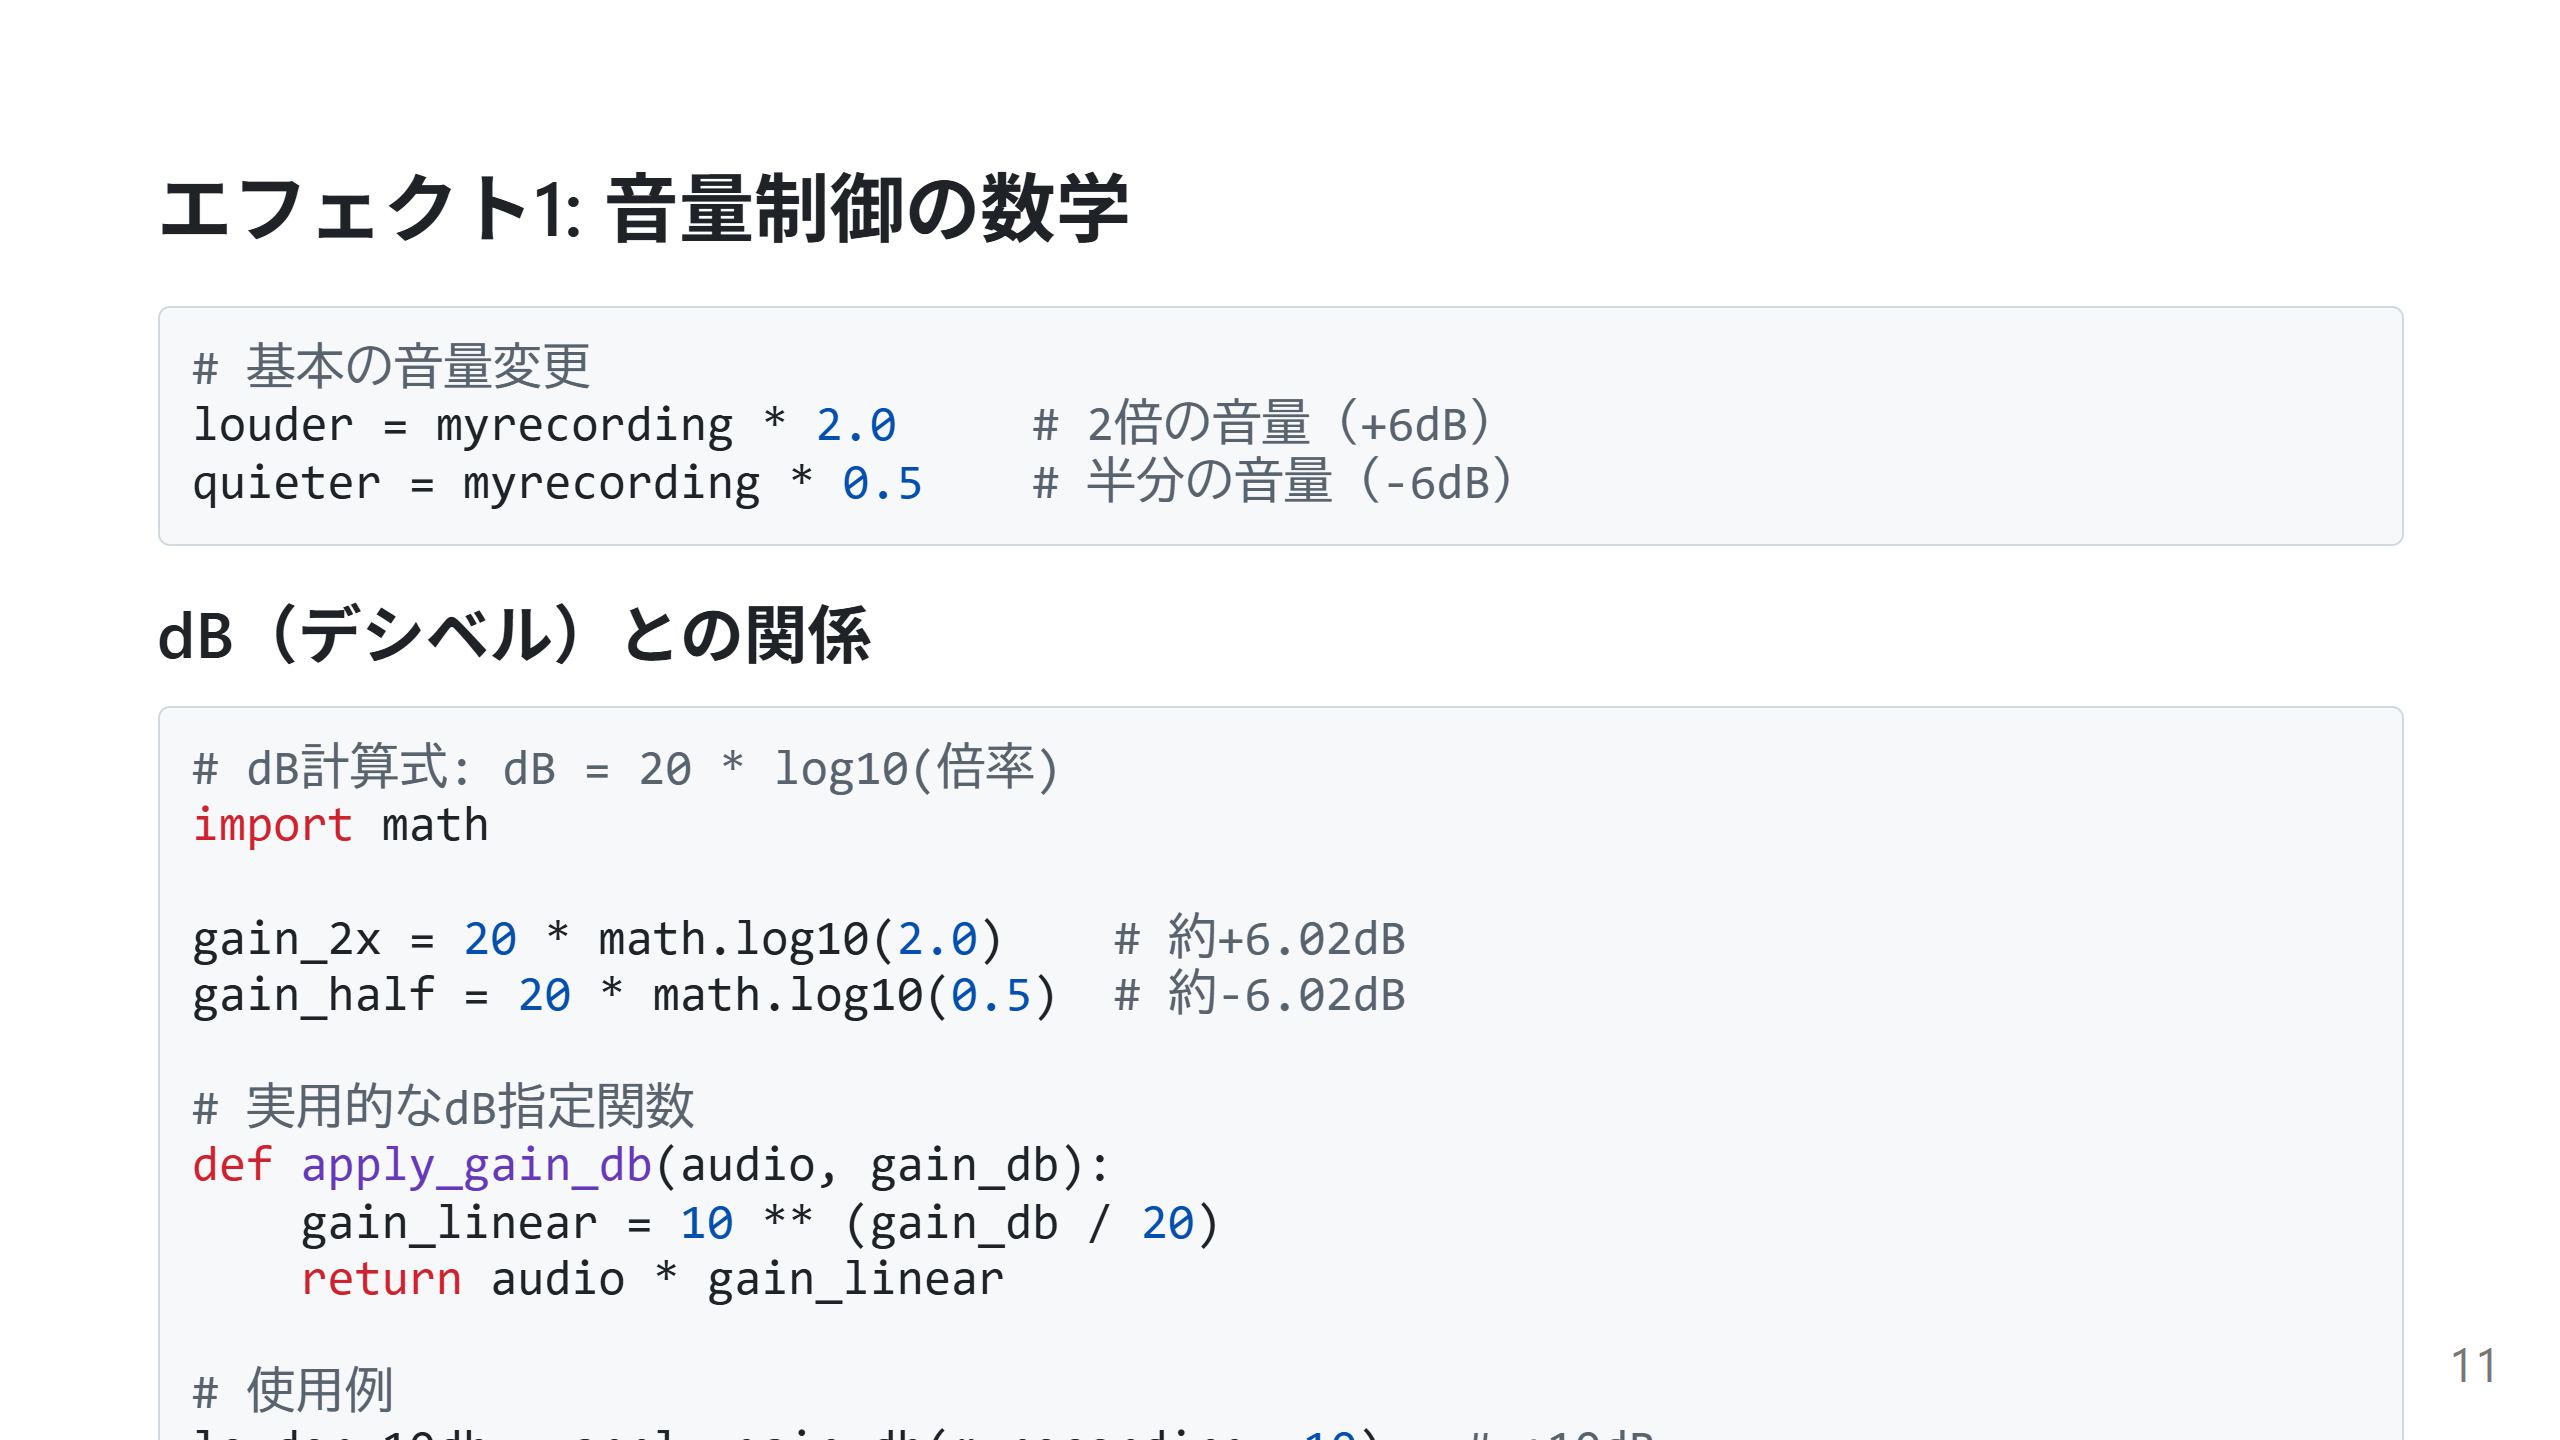 エフェクト1: 音量制御の数学
# 基本の音量変更
louder = myrecording * 2.0     # 2倍の音量（+6dB）
quieter = myrecording * 0.5    # 半分の音量（-6dB）
dB（デシベル）との関係
# dB計算式: dB = 20 * log10(倍率)
import math
gain_2x = 20 * math.log10(2.0)    # 約+6.02dB
gain_half = 20 * math.log10(0.5)  # 約-6.02dB
# 実用的なdB指定関数
def apply_gain_db(audio, gain_db):
    gain_linear = 10 ** (gain_db / 20)
    return audio * gain_linear
# 使用例
11